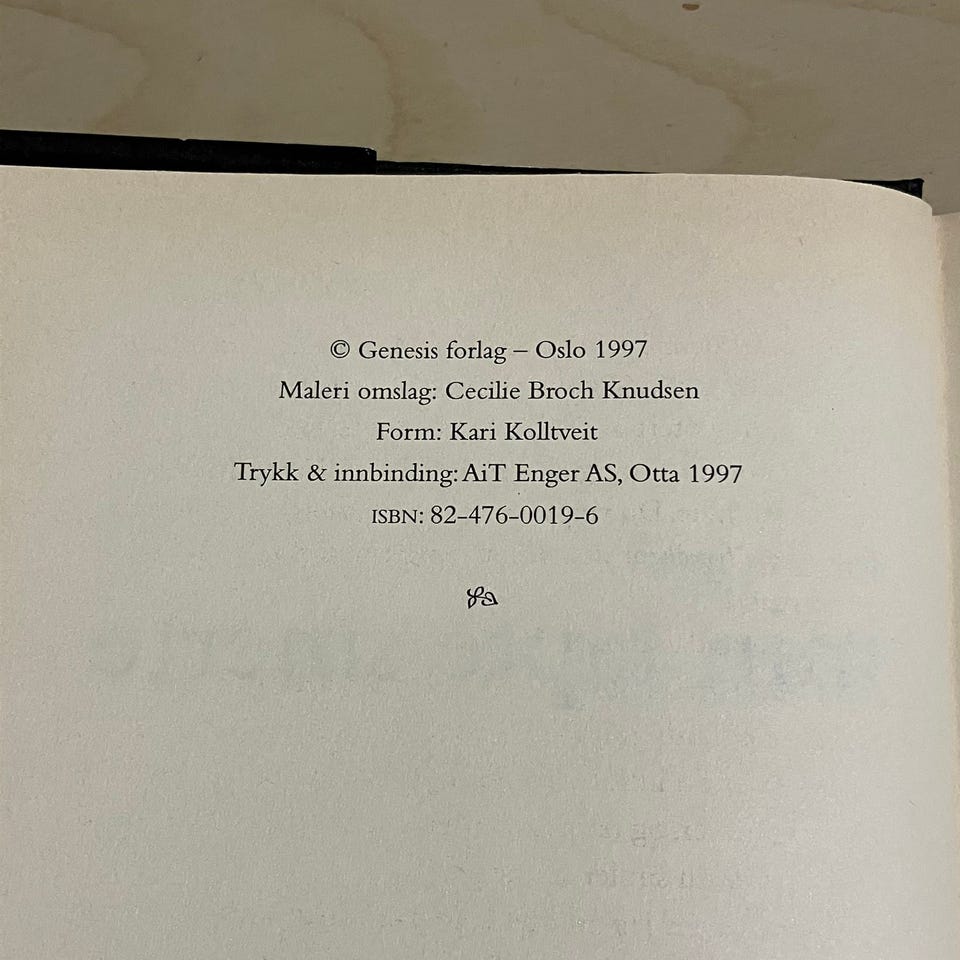 © Genesis forlag – Oslo 1997
Maleri omslag: Cecilie Broch Knudsen
Form: Kari Kolltveit
Trykk & innbinding: AiT Enger AS, Otta 1997
ISBN: 82-476-0019-6